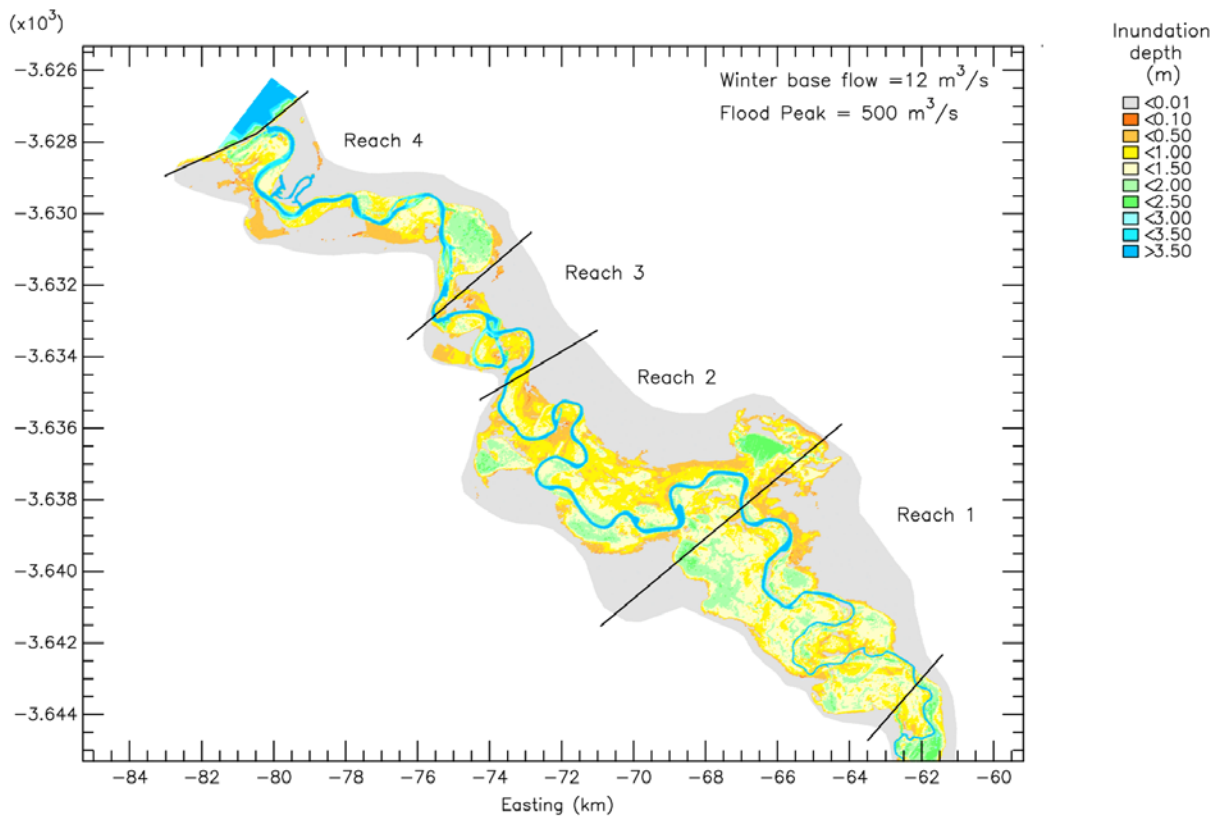 (x10³)
Inundation
depth
(m)
<0.01
<0.10
<0.50
<1.00
<1.50
<2.00
<2.50
<3.00
<3.50
>3.50
Winter base flow =12 m³/s
Flood Peak = 500 m³/s
Reach 4
Reach 3
Reach 2
Reach 1
−3.626
−3.628
−3.630
−3.632
−3.634
−3.636
−3.638
−3.640
−3.642
−3.644
−84 −82 −80 −78 −76 −74 −72 −70 −68 −66 −64 −62 −60
Easting (km)